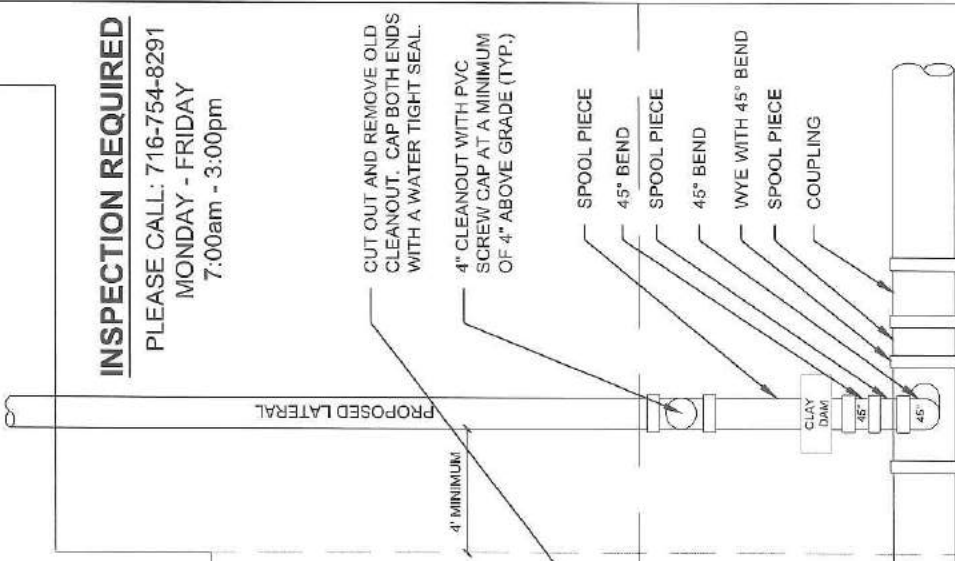 INSPECTION REQUIRED
PLEASE CALL: 716-754-8291
MONDAY - FRIDAY
7:00am - 3:00pm
CUT OUT AND REMOVE OLD
CLEANOUT. CAP BOTH ENDS
WITH A WATER TIGHT SEAL.
4" CLEANOUT WITH PVC
SCREW CAP AT A MINIMUM
OF 4" ABOVE GRADE (TYP.)
SPOOL PIECE
45° BEND
SPOOL PIECE
45° BEND
WYE WITH 45° BEND
SPOOL PIECE
COUPLING
PROPOSED LATERAL
4' MINIMUM
CLAY
DAM
45°
45°